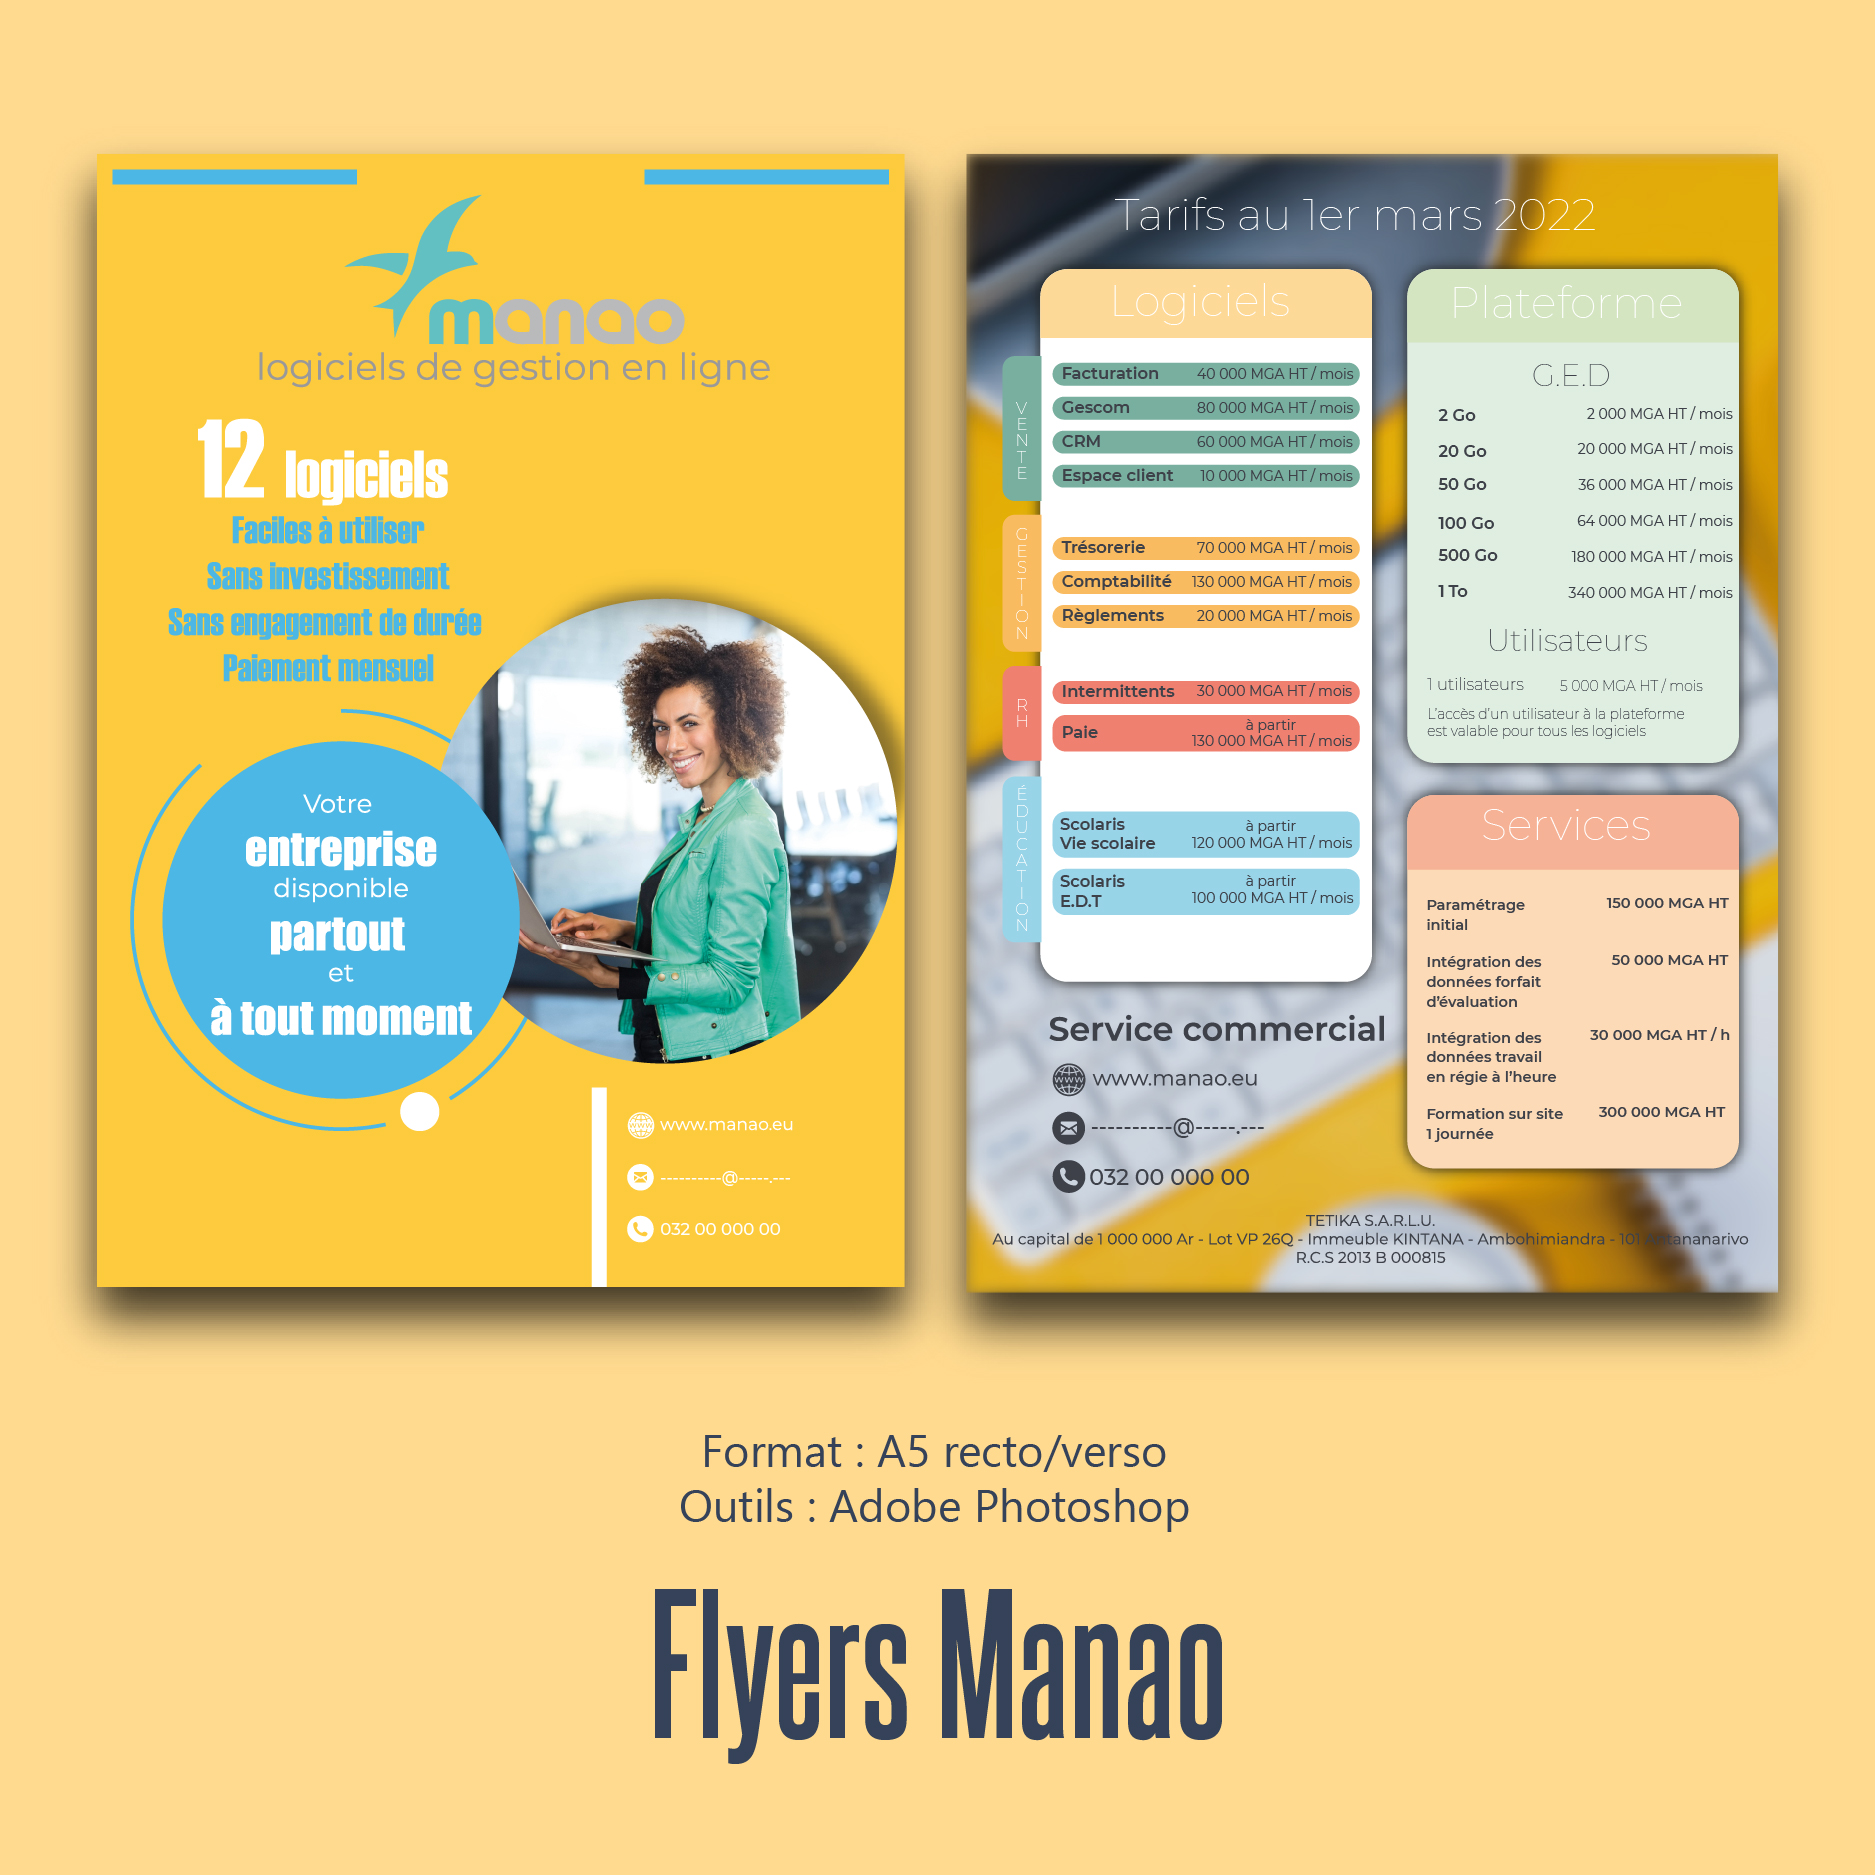 manao
logiciels de gestion en ligne
12 logiciels
Faciles à utiliser
Sans investissement
Sans engagement de durée
Paiement mensuel
Votre
entreprise
disponible
partout
et
à tout moment
www.manao.eu
----------@-----.---
032 00 000 00
Tarifs au 1er mars 2022
Logiciels
VENTE
Facturation 40 000 MGA HT / mois
Gescom 80 000 MGA HT / mois
CRM 60 000 MGA HT / mois
Espace client 10 000 MGA HT / mois
GESTION
Trésorerie 70 000 MGA HT / mois
Comptabilité 130 000 MGA HT / mois
Règlements 20 000 MGA HT / mois
RH
Intermittents 30 000 MGA HT / mois
Paie à partir
130 000 MGA HT / mois
ÉDUCATION
Scolaris à partir
Vie scolaire 120 000 MGA HT / mois
Scolaris à partir
E.D.T 100 000 MGA HT / mois
Plateforme
G.E.D
2 Go 2 000 MGA HT / mois
20 Go 20 000 MGA HT / mois
50 Go 36 000 MGA HT / mois
100 Go 64 000 MGA HT / mois
500 Go 180 000 MGA HT / mois
1 To 340 000 MGA HT / mois
Utilisateurs
1 utilisateurs 5 000 MGA HT / mois
L'accès d'un utilisateur à la plateforme
est valable pour tous les logiciels
Services
Paramétrage 150 000 MGA HT
initial
Intégration des 50 000 MGA HT
données forfait
d'évaluation
Intégration des 30 000 MGA HT / h
données travail
en régie à l'heure
Formation sur site 300 000 MGA HT
1 journée
Service commercial
www.manao.eu
----------@-----.---
032 00 000 00
TETIKA S.A.R.L.U.
Au capital de 1 000 000 Ar - Lot VP 26Q - Immeuble KINTANA - Ambohimiandra - 101 Antananarivo
R.C.S 2013 B 000815
Format : A5 recto/verso
Outils : Adobe Photoshop
Flyers Manao